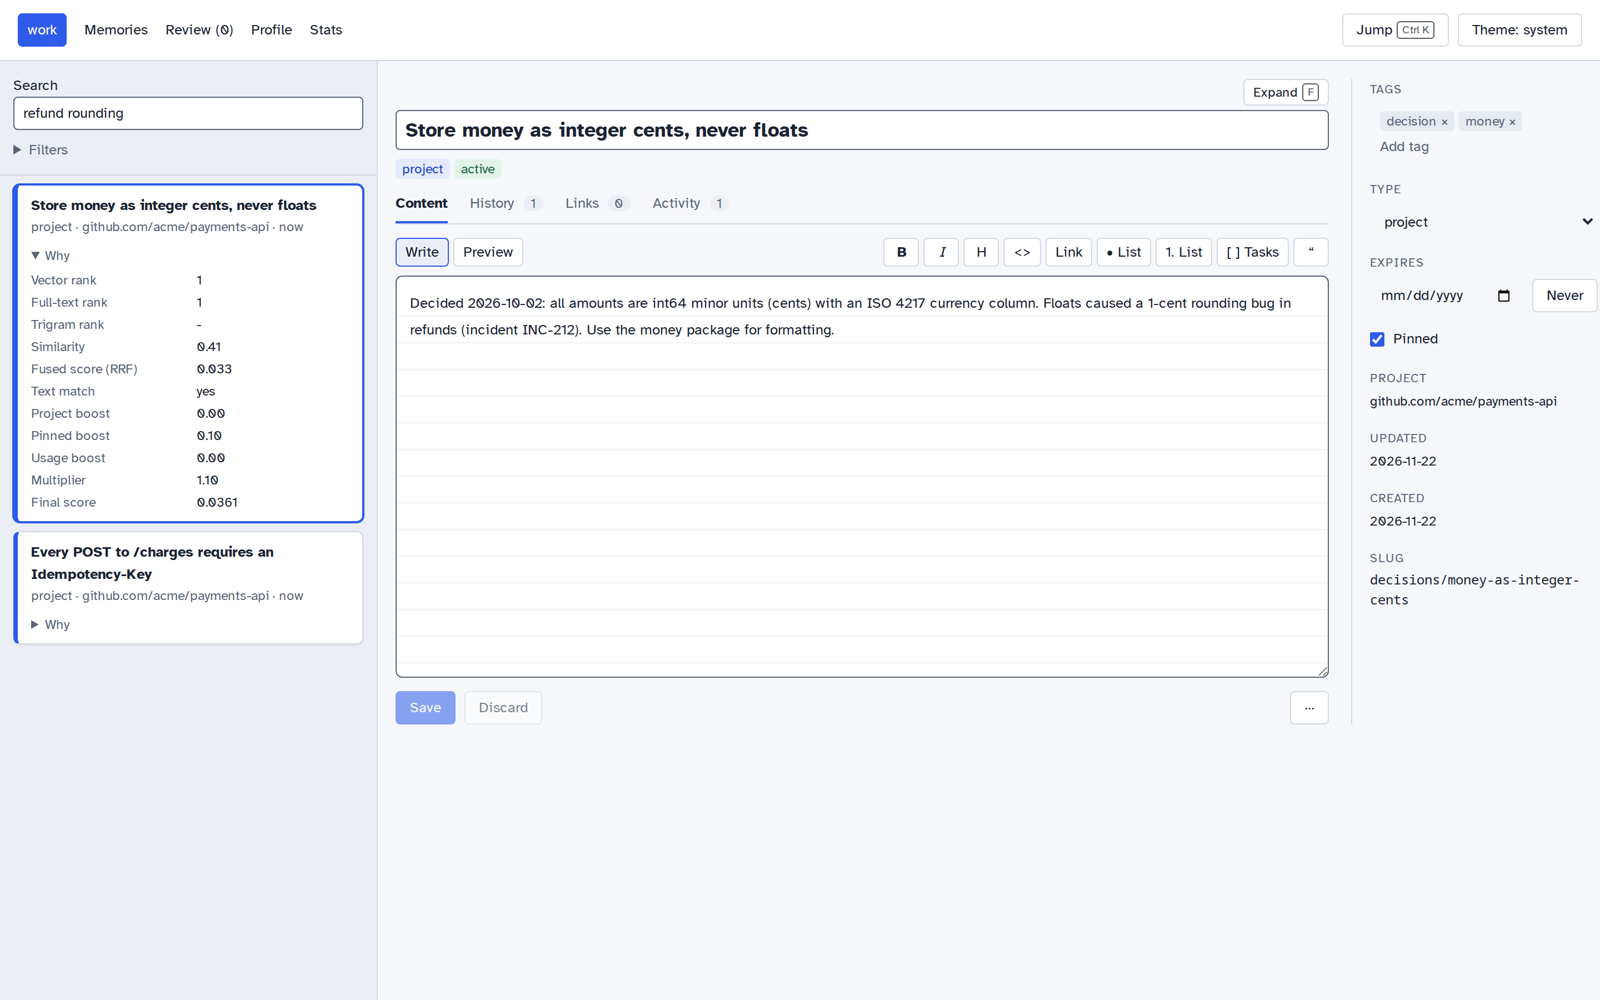 work Memories Review (0) Profile Stats Jump Ctrl K Theme: system
Search
refund rounding
▶ Filters
Store money as integer cents, never floats
project · github.com/acme/payments-api · now
▼ Why
Vector rank 1
Full-text rank 1
Trigram rank -
Similarity 0.41
Fused score (RRF) 0.033
Text match yes
Project boost 0.00
Pinned boost 0.10
Usage boost 0.00
Multiplier 1.10
Final score 0.0361
Every POST to /charges requires an
Idempotency-Key
project · github.com/acme/payments-api · now
▶ Why
Expand F
Store money as integer cents, never floats
project active
Content History 1 Links 0 Activity 1
Write Preview B I H <> Link • List 1. List [ ] Tasks “
Decided 2026-10-02: all amounts are int64 minor units (cents) with an ISO 4217 currency column. Floats caused a 1-cent rounding bug in
refunds (incident INC-212). Use the money package for formatting.
Save Discard ...
TAGS
decision × money ×
Add tag
TYPE
project
EXPIRES
mm/dd/yyyy Never
Pinned
PROJECT
github.com/acme/payments-api
UPDATED
2026-11-22
CREATED
2026-11-22
SLUG
decisions/money-as-integer-
cents